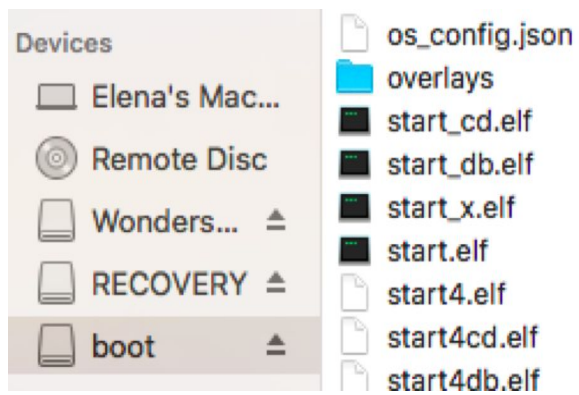 Devices
Elena's Mac...
Remote Disc
Wonders...
RECOVERY
boot
os_config.json
overlays
start_cd.elf
start_db.elf
start_x.elf
start.elf
start4.elf
start4cd.elf
start4db.elf